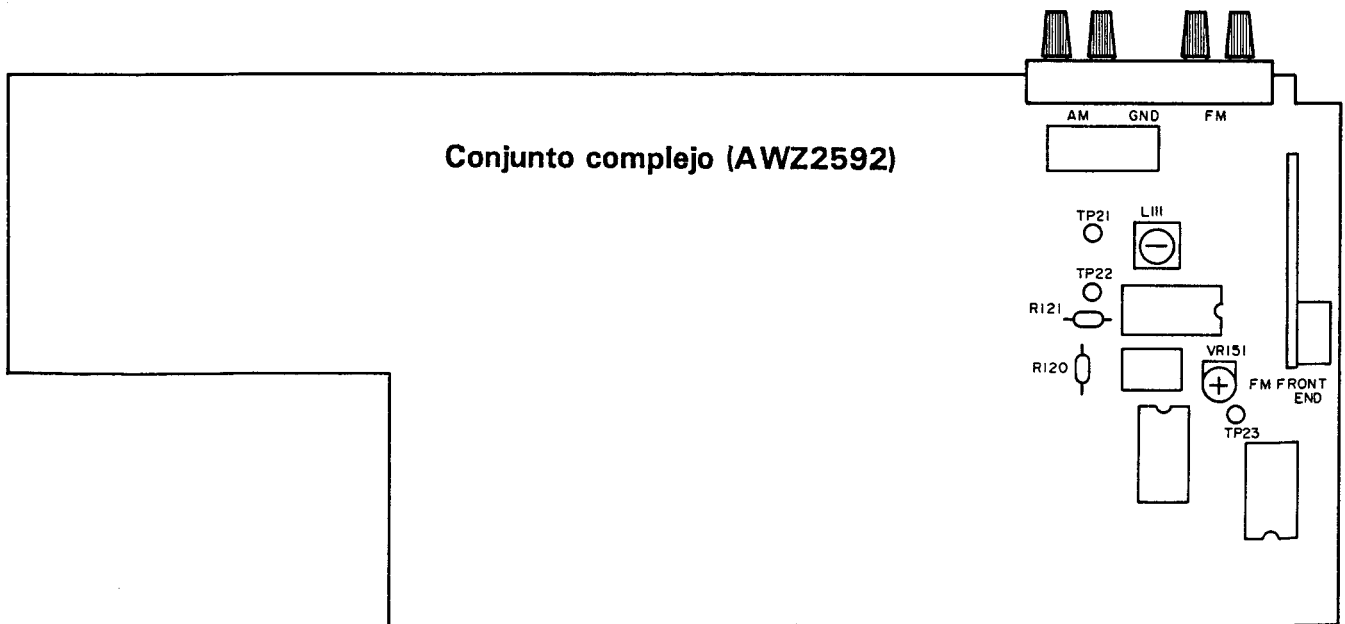 AM GND FM
Conjunto complejo (AWZ2592)
TP21 L111
TP22
R121
VR151
R120
FM FRONT
END
TP23